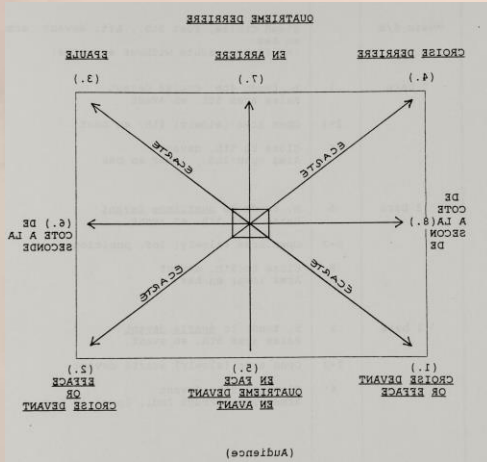 QUATRIEME DERRIERE
CROISE DERRIERE
(4.)
EN ARRIERE
(7.)
EPAULE
(3.)
ECARTE
ECARTE
DE
COTE
A LA(8.)
SECON
DE
(6.) DE
COTE A LA
SECONDE
ECARTE
ECARTE
(1.)
CROISE DEVANT
OR EFFACE
(5.)
EN FACE
QUATRIEME DEVANT
EN AVANT
(2.)
EFFACE
OR
CROISE DEVANT
(Audience)